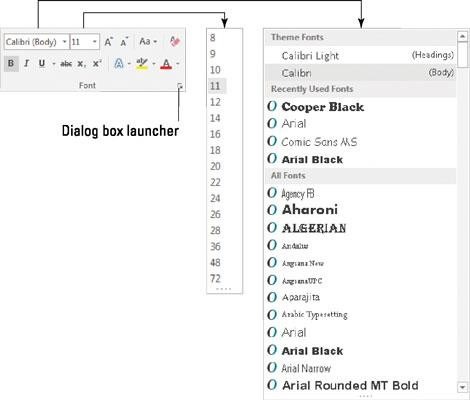 Calibri (Body) 11 A A Aa A
B I U abc x₂ x² A A
Font
Dialog box launcher
8
9
10
11
12
14
16
18
20
22
24
26
28
36
48
72
Theme Fonts
Calibri Light (Headings)
Calibri (Body)
Recently Used Fonts
O Cooper Black
O Arial
O Comic Sans MS
O Arial Black
All Fonts
O Agency FB
O Aharoni
O ALGERIAN
O Andalus
O Angsana New
O AngsanaUPC
O Aparajita
O Arabic Typesetting
O Arial
O Arial Black
O Arial Narrow
O Arial Rounded MT Bold